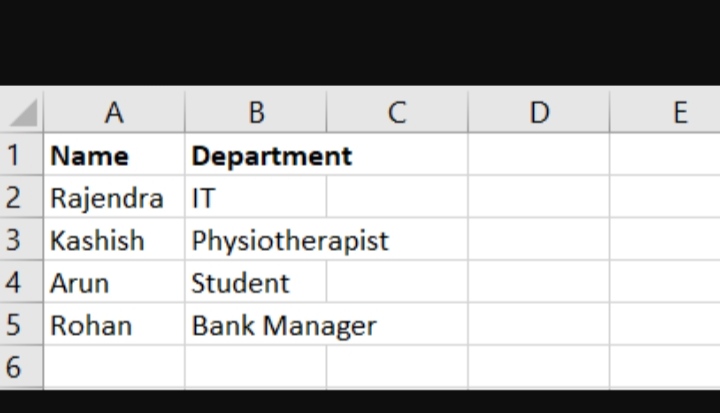 A B C D E
1 Name Department
2 Rajendra IT
3 Kashish Physiotherapist
4 Arun Student
5 Rohan Bank Manager
6